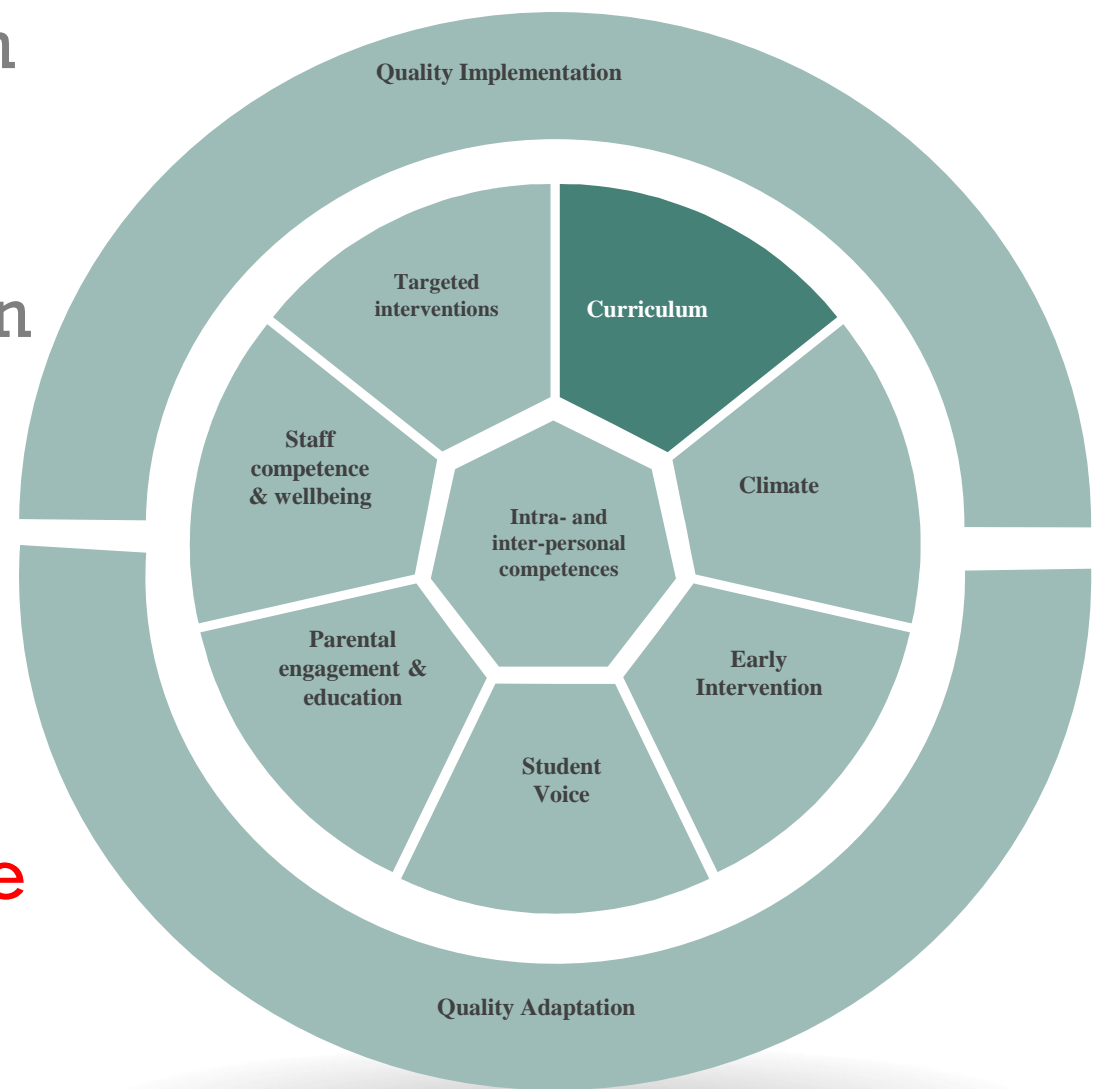 n
n
e
Quality Implementation
Targeted
interventions
Curriculum
Climate
Early
Intervention
Student
Voice
Parental
engagement &
education
Staff
competence
& wellbeing
Intra- and
inter-personal
competences
Quality Adaptation